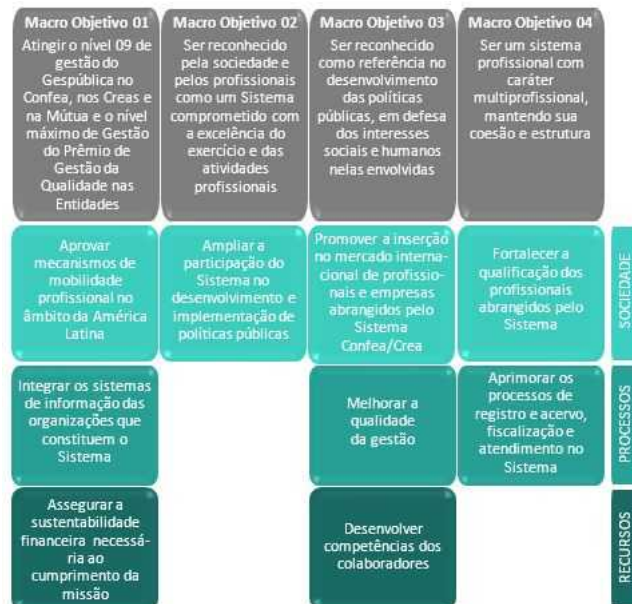 Macro Objetivo 01
Atingir o nível 09 de
gestão do
Gespública no
Confea, nos Creas e
na Mútua e o nível
máximo de Gestão
do Prêmio de
Gestão da
Qualidade nas
Entidades
Macro Objetivo 02
Ser reconhecido
pela sociedade e
pelos profissionais
como um Sistema
comprometido com
a excelência do
exercício e das
atividades
profissionais
Macro Objetivo 03
Ser reconhecido
como referência no
desenvolvimento
das políticas
públicas, em defesa
dos interesses
sociais e humanos
nelas envolvidas
Macro Objetivo 04
Ser um sistema
profissional com
caráter
multiprofissional,
mantendo sua
coesão e estrutura
Aprovar
mecanismos de
mobilidade
profissional no
âmbito da América
Latina
Ampliar a
participação do
Sistema no
desenvolvimento e
implementação de
políticas públicas
Promover a inserção
no mercado interna-
cional de profissio-
nais e empresas
abrangidos pelo
Sistema
Confea/Crea
Fortalecer a
qualificação dos
profissionais
abrangidos pelo
Sistema
SOCIEDADE
Integrar os sistemas
de informação das
organizações que
constituem o
Sistema
Melhorar a
qualidade
da gestão
Aprimorar os
processos de
registro e acervo,
fiscalização e
atendimento no
Sistema
PROCESSOS
Assegurar a
sustentabilidade
financeira necessá-
ria ao
cumprimento da
missão
Desenvolver
competências dos
colaboradores
RECURSOS